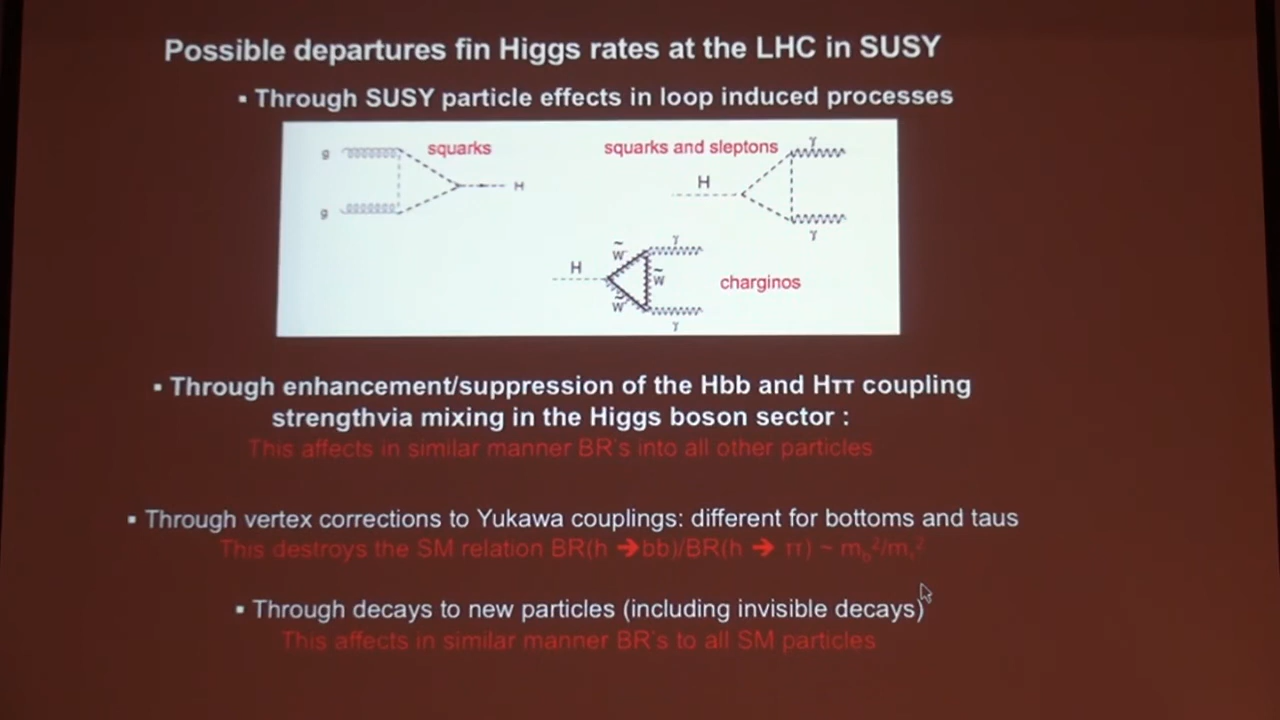 Possible departures fin Higgs rates at the LHC in SUSY
▪ Through SUSY particle effects in loop induced processes
g
squarks
H
g
squarks and sleptons
γ
H
γ
H
W̃
γ
W̃
W̃
γ
charginos
▪ Through enhancement/suppression of the Hbb and Hττ coupling
strengthvia mixing in the Higgs boson sector :
This affects in similar manner BR's into all other particles
▪ Through vertex corrections to Yukawa couplings: different for bottoms and taus
This destroys the SM relation BR(h ➔bb)/BR(h ➔ ττ) ~ m_b²/m_τ²
▪ Through decays to new particles (including invisible decays)
This affects in similar manner BR's to all SM particles